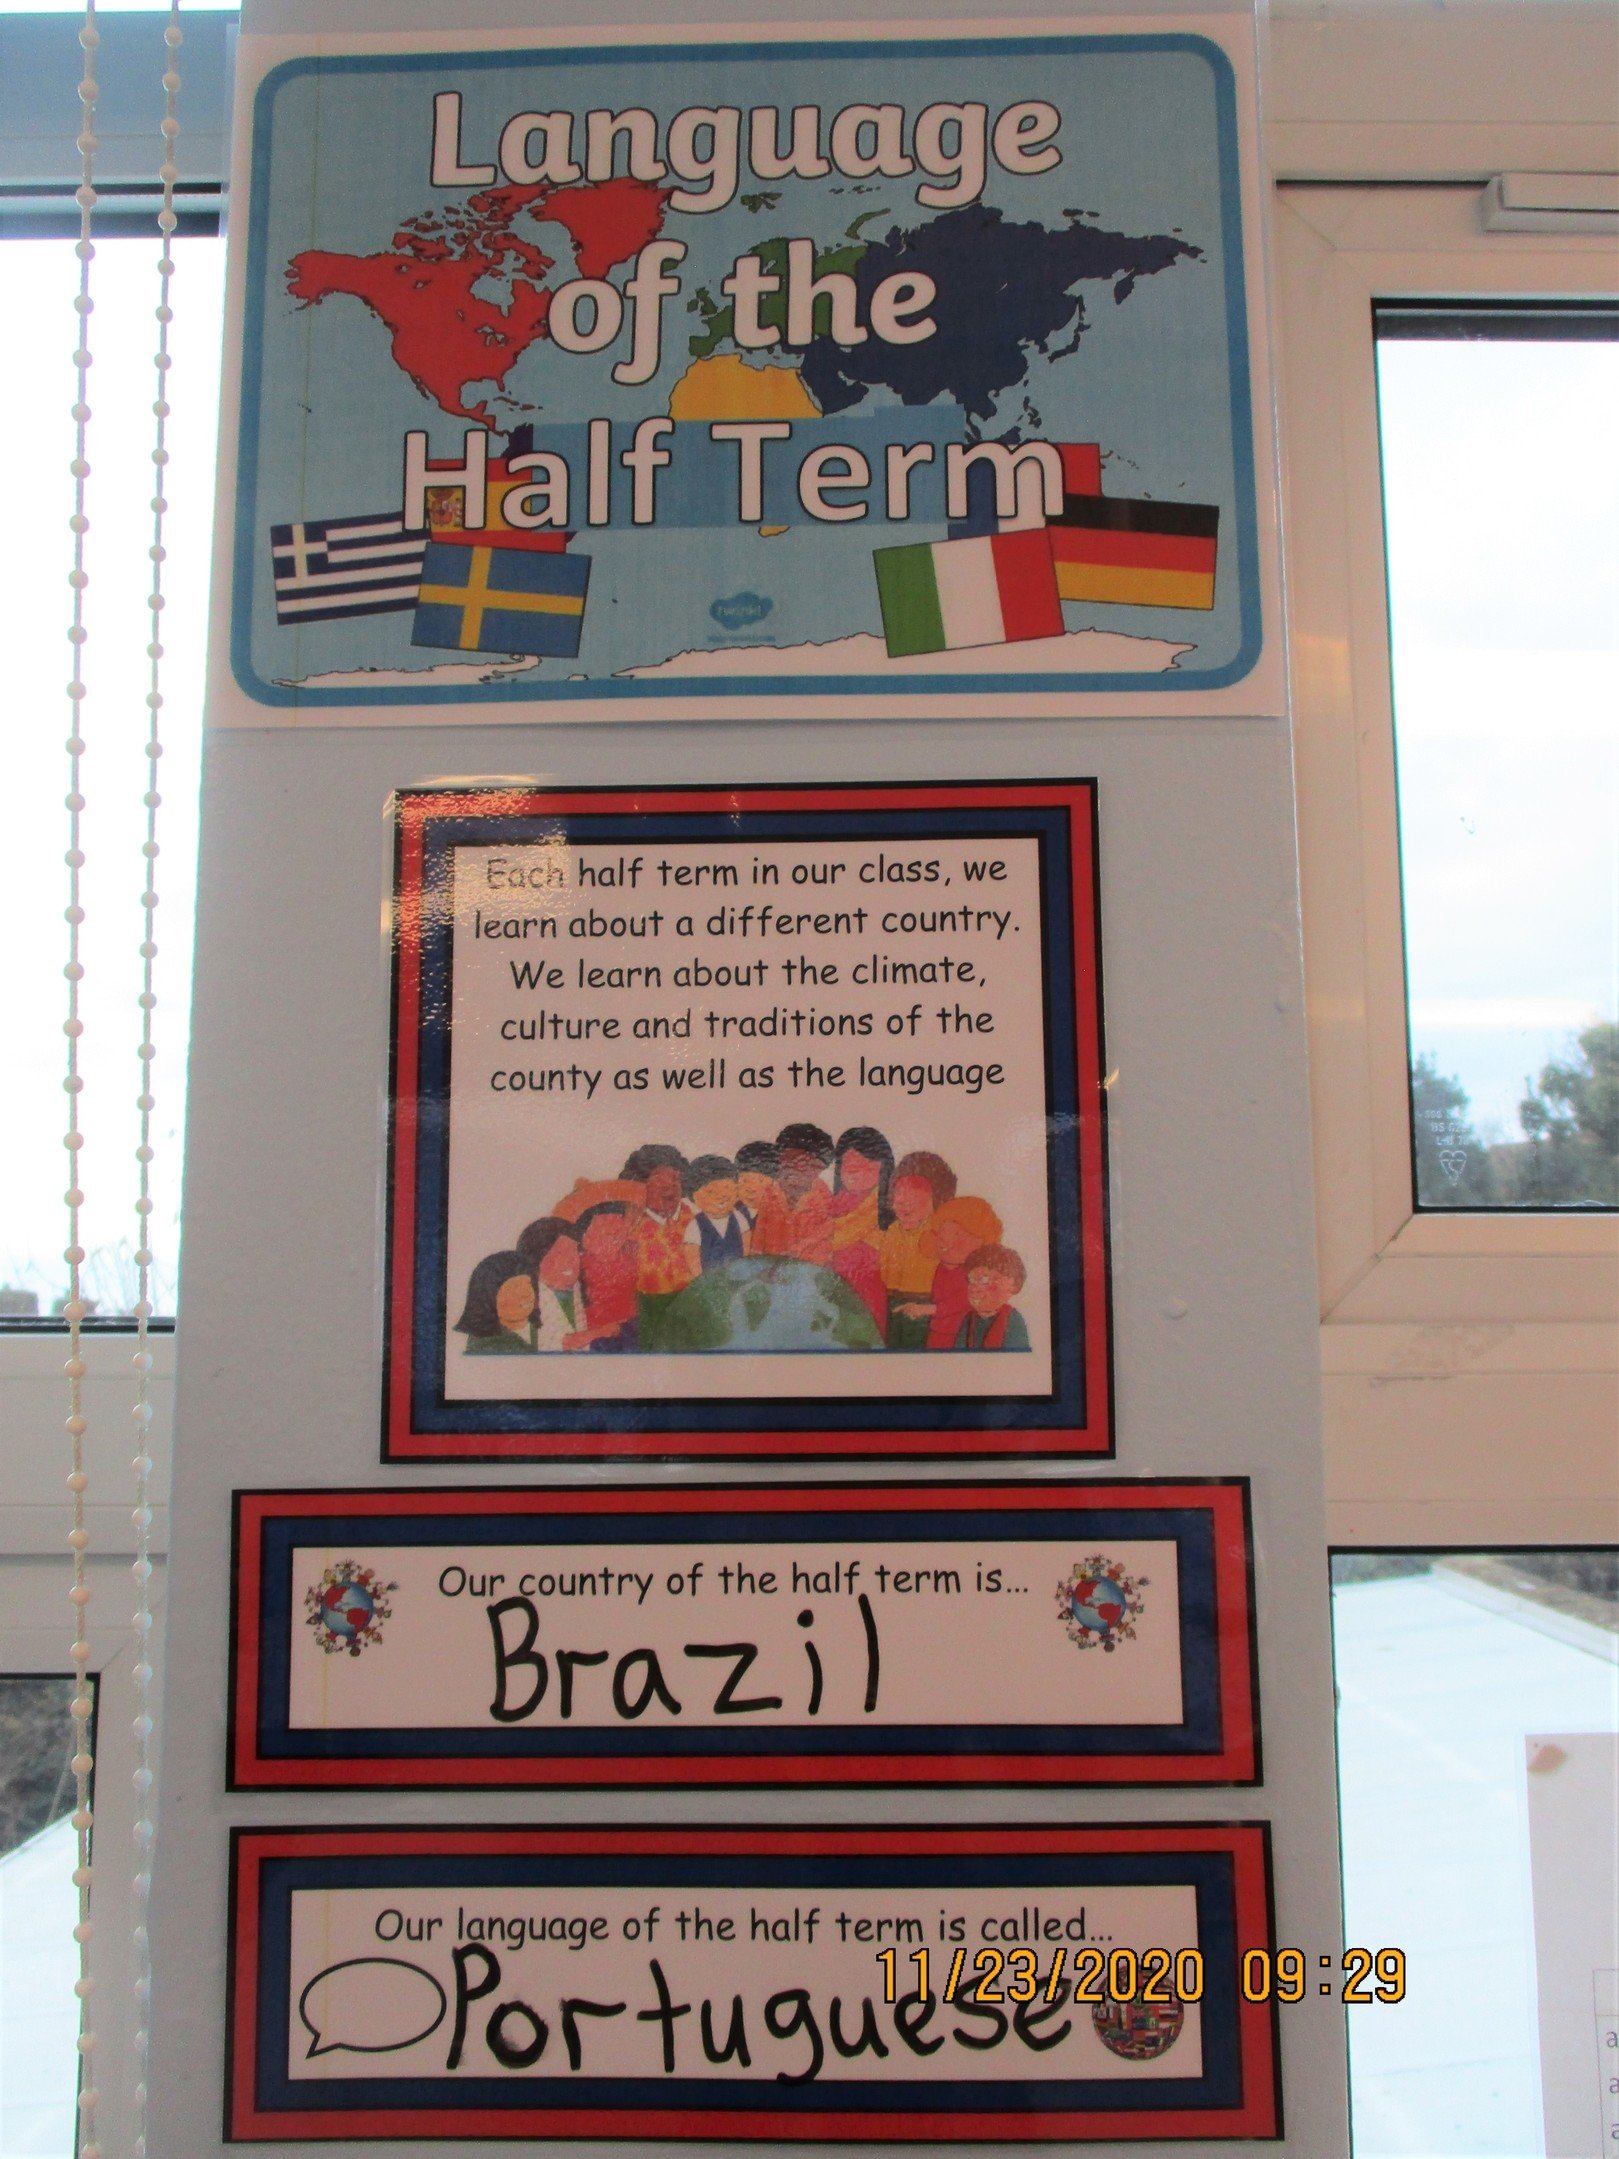 Language
of the
Half Term
twinkl
Each half term in our class, we
learn about a different country.
We learn about the climate,
culture and traditions of the
county as well as the language
Our country of the half term is...
Brazil
Our language of the half term is called...
Portuguese
11/23/2020 09:29